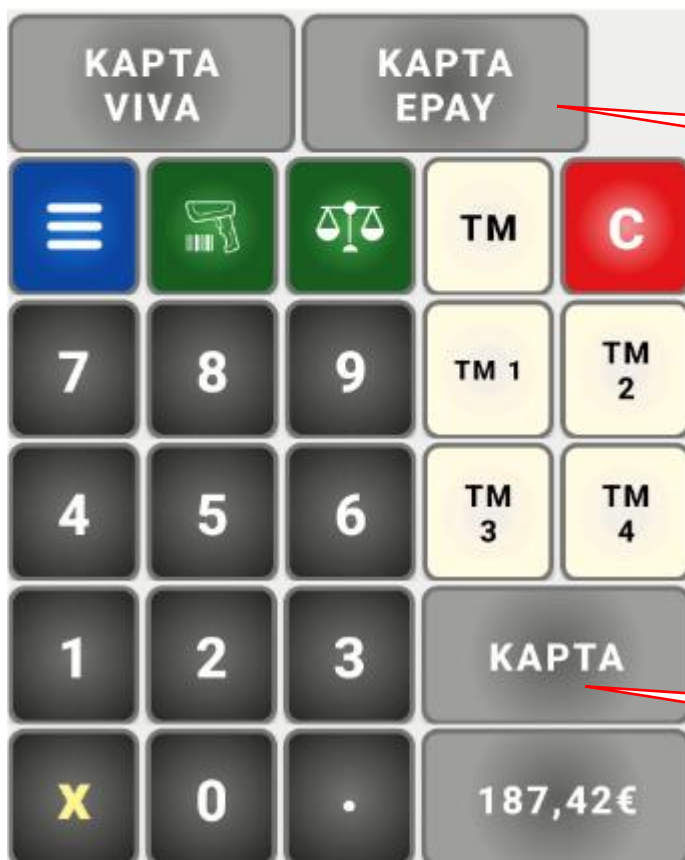 ΚΑΡΤΑ ΚΑΡΤΑ
VIVA EPAY
ΤΜ C
7 8 9 ΤΜ 1 ΤΜ
2
4 5 6 ΤΜ
3 ΤΜ
4
1 2 3 ΚΑΡΤΑ
X 0 . 187,42€